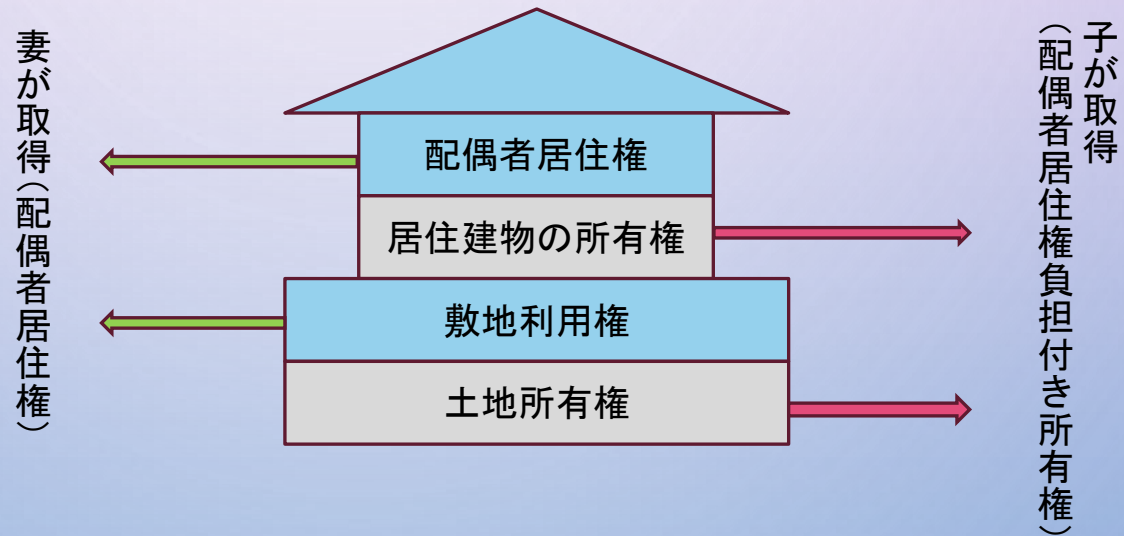 妻が取得(配偶者居住権)
配偶者居住権
居住建物の所有権
敷地利用権
土地所有権
子が取得
(配偶者居住権負担付き所有権)